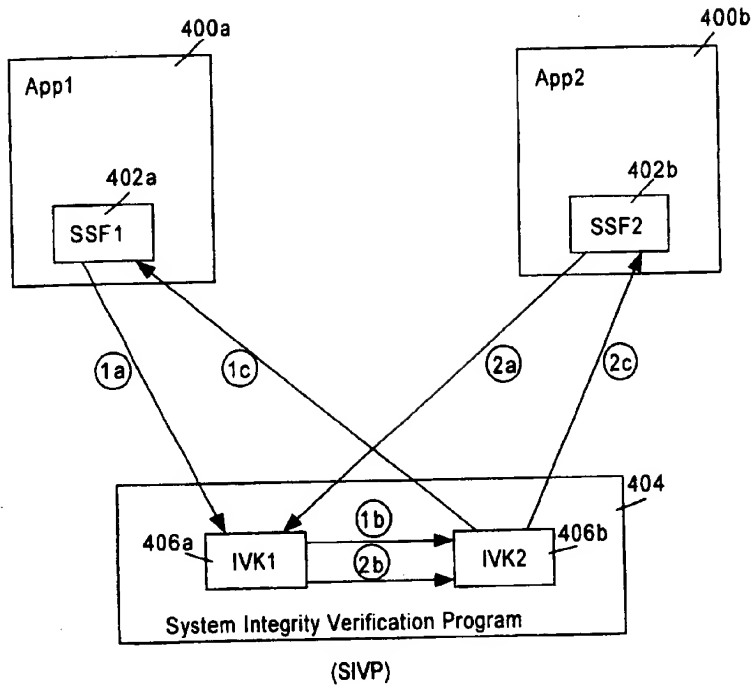 400a
400b
App1
App2
402a
402b
SSF1
SSF2
1a
1c
2a
2c
404
1b
406a
406b
IVK1
IVK2
2b
System Integrity Verification Program
(SIVP)